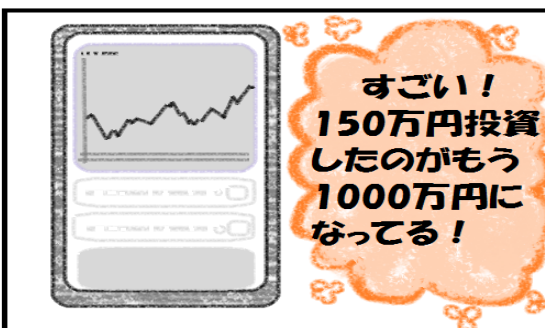 すごい！
150万円投資
したのがもう
1000万円に
なってる！